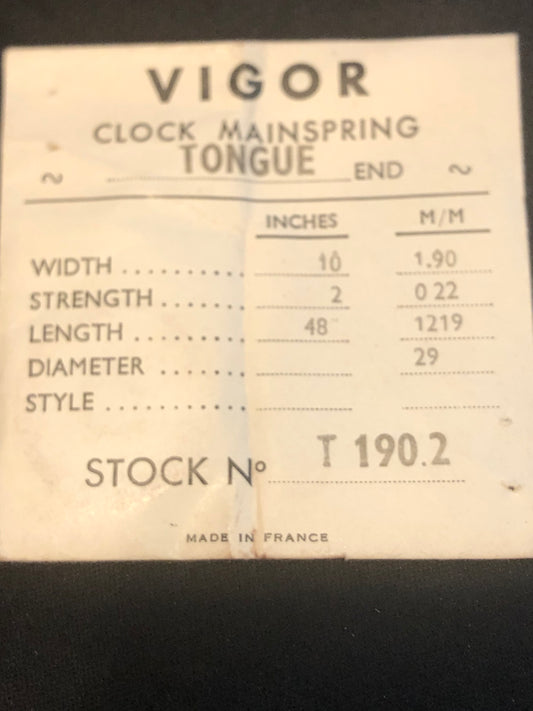 VIGOR
CLOCK MAINSPRING
~ TONGUE END ~
INCHES M/M
WIDTH .......... 10 1.90
STRENGTH ....... 2 0 22
LENGTH .......... 48" 1219
DIAMETER ....... 29
STYLE ............
STOCK Nº T 190.2
MADE IN FRANCE